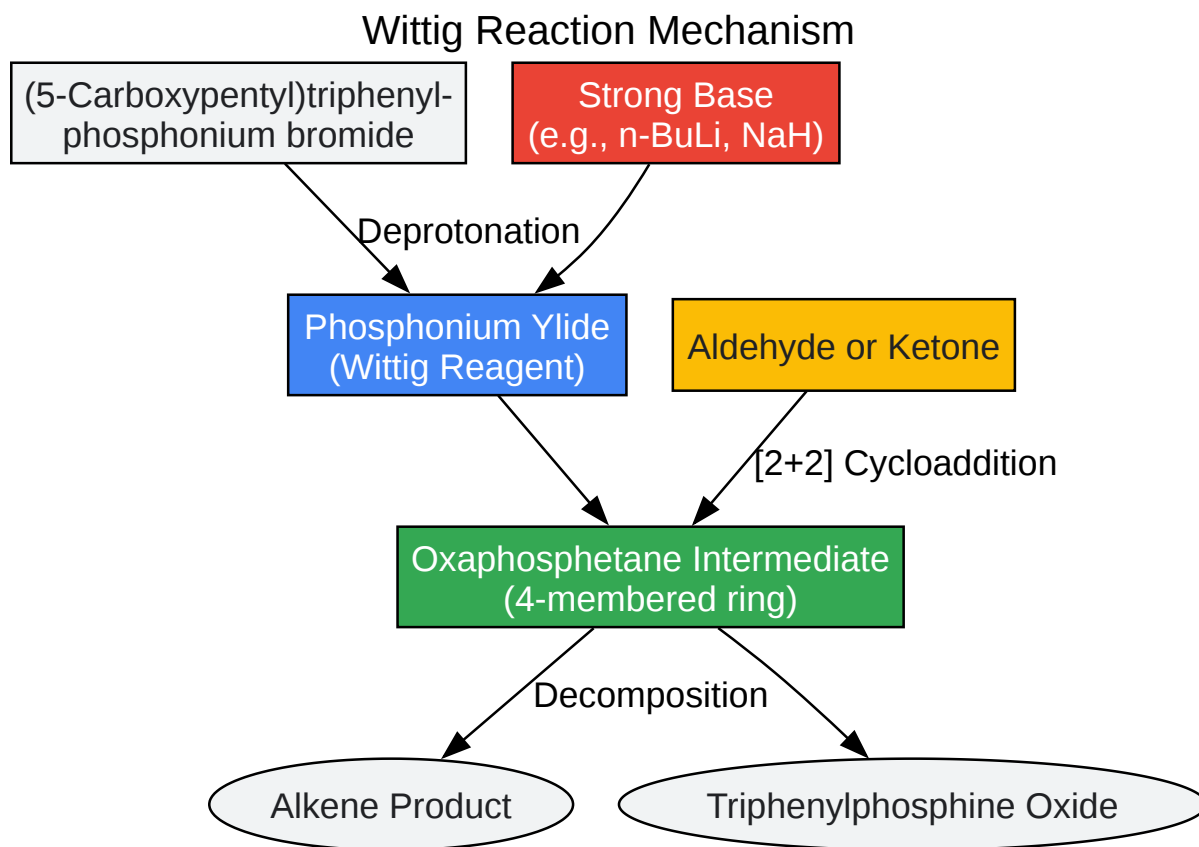 Wittig Reaction Mechanism
(5-Carboxypentyl)triphenyl-
phosphonium bromide
Strong Base
(e.g., n-BuLi, NaH)
Deprotonation
Phosphonium Ylide
(Wittig Reagent)
Aldehyde or Ketone
[2+2] Cycloaddition
Oxaphosphetane Intermediate
(4-membered ring)
Decomposition
Alkene Product
Triphenylphosphine Oxide